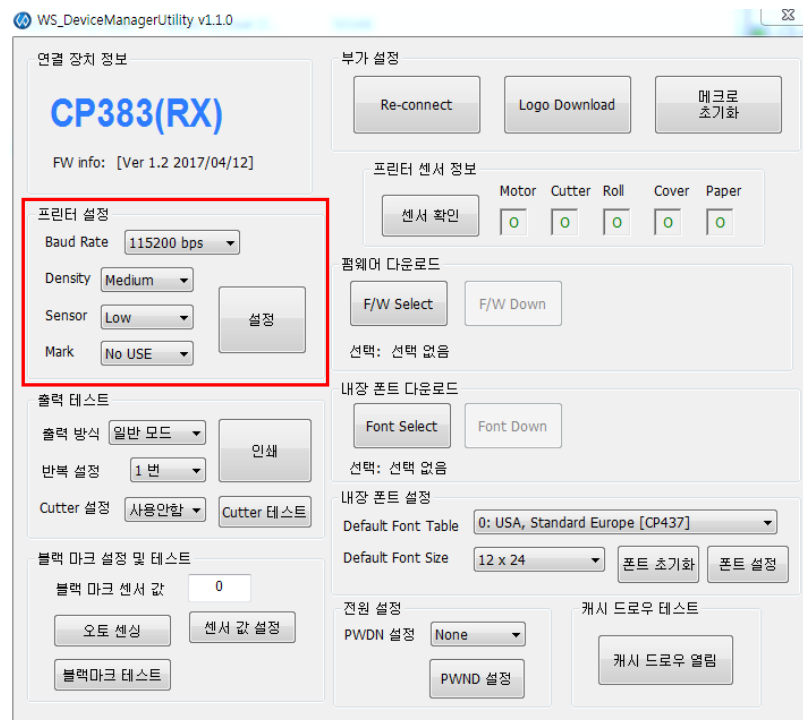 WS_DeviceManagerUtility v1.1.0
연결 장치 정보
CP383(RX)
FW info: [Ver 1.2 2017/04/12]
프린터 설정
Baud Rate 115200 bps
Density Medium
Sensor Low
Mark No USE
설정
출력 테스트
출력 방식 일반 모드
반복 설정 1 번
인쇄
Cutter 설정 사용안함 Cutter 테스트
블랙 마크 설정 및 테스트
블랙 마크 센서 값 0
오토 센싱 센서 값 설정
블랙마크 테스트
부가 설정
Re-connect Logo Download 메크로 
초기화
프린터 센서 정보
Motor Cutter Roll Cover Paper
센서 확인 O O O O O
펌웨어 다운로드
F/W Select F/W Down
선택: 선택 없음
내장 폰트 다운로드
Font Select Font Down
선택: 선택 없음
내장 폰트 설정
Default Font Table 0: USA, Standard Europe [CP437]
Default Font Size 12 x 24 폰트 초기화 폰트 설정
전원 설정
PWDN 설정 None
PWND 설정
캐시 드로우 테스트
캐시 드로우 열림